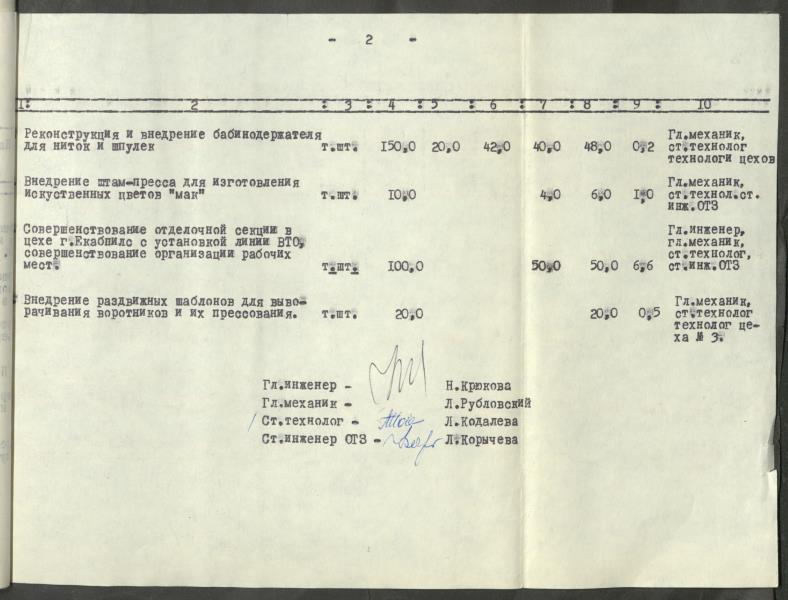 - 2 -
1: 2 : 3 : 4 : 5 : 6 : 7 : 8 : 9 : 10
Реконструкция и внедрение бабинодержателя
для ниток и шпулек т.шт. 150,0 20,0 42,0 40,0 48,0 0,2 Гл.механик,
ст.технолог
технологи цехов
Внедрение штам-пресса для изготовления
искуственных цветов "мак" т.шт. 10,0 4,0 6,0 1,0 Гл.механик,
ст.технол.ст.
инж.ОТЗ
Совершенствование отделочной секции в
цехе г.Екабпилс с установкой линии ВТО,
совершенствование организации рабочих
мест. т.шт. 100,0 50,0 50,0 6,6 Гл.инженер,
гл.механик,
ст.технолог,
ст.инж.ОТЗ
Внедрение раздвижных шаблонов для выво-
рачивания воротников и их прессования. т.шт. 20,0 20,0 0,5 Гл.механик,
ст.технолог
технолог це-
ха № 3.
Гл.инженер - Н.Крюкова
Гл.механик - Л.Рубловский
Ст.технолог - Л.Кодалева
Ст.инженер ОТЗ - Л.Корычева